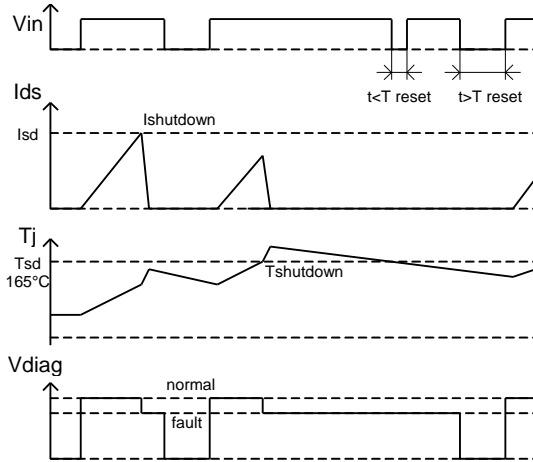 Vin
t<T reset
t>T reset
Ids
Ishutdown
Isd
Tj
Tsd
165°C
Tshutdown
Vdiag
normal
fault